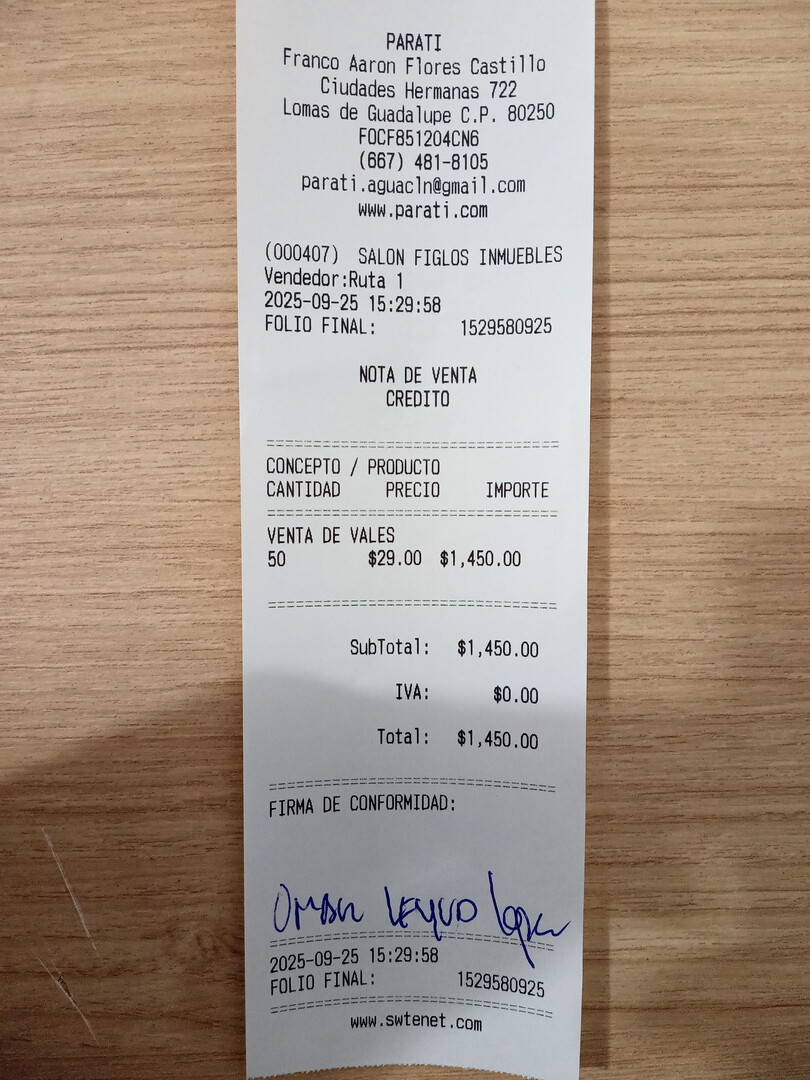 PARATI
Franco Aaron Flores Castillo
Ciudades Hermanas 722
Lomas de Guadalupe C.P. 80250
FOCF851204CN6
(667) 481-8105
parati.aguacln@gmail.com
www.parati.com
(000407) SALON FIGLOS INMUEBLES
Vendedor:Ruta 1
2025-09-25 15:29:58
FOLIO FINAL: 1529580925
NOTA DE VENTA
CREDITO
CONCEPTO / PRODUCTO
CANTIDAD PRECIO IMPORTE
VENTA DE VALES
50 $29.00 $1,450.00
SubTotal: $1,450.00
IVA: $0.00
Total: $1,450.00
FIRMA DE CONFORMIDAD:
Omar López
2025-09-25 15:29:58
FOLIO FINAL: 1529580925
www.swtenet.com